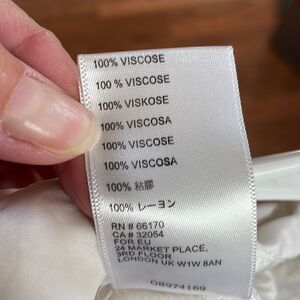 100% VISCOSE
100 % VISCOSE
100% VISKOSE
100% VISCOSA
100% VISCOSE
100% VISCOSA
100% 粘膠
100% レーヨン
RN # 66170
CA # 32054
FOR EU
24 MARKET PLACE,
3RD FLOOR
LONDON UK W1W 8AN
OB974169